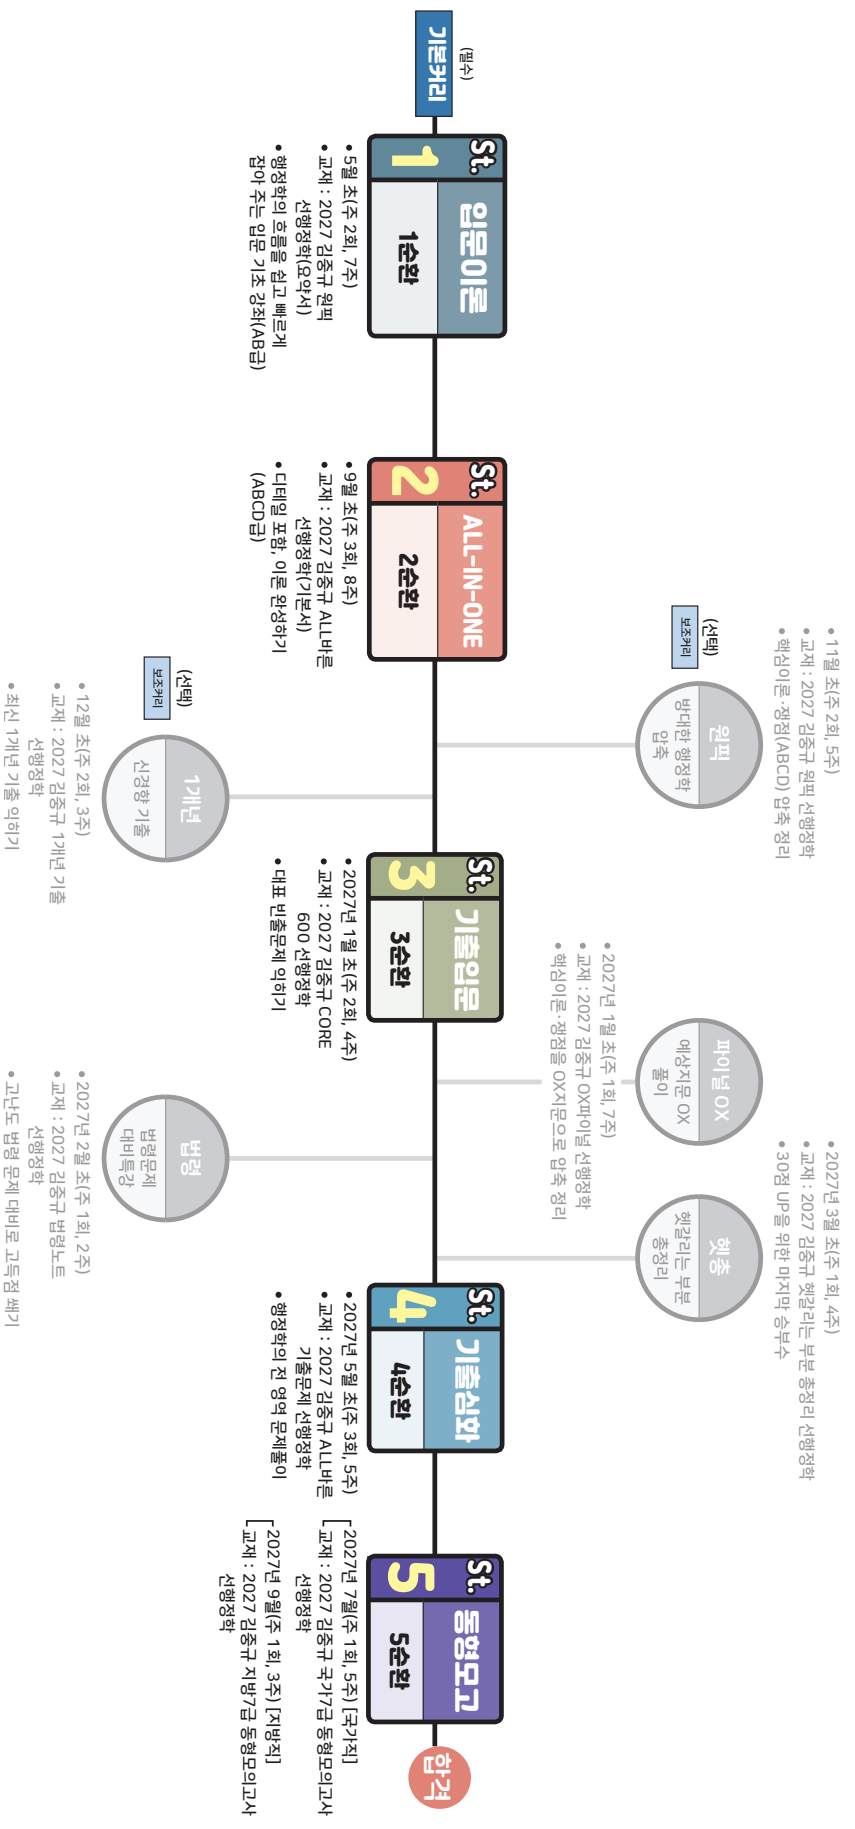 기본커리
(필수)
St.
1
입문이론
1순환
• 5월 초(주 2회, 7주)
• 교재 : 2027 김중규 원픽
선행정학(요약서)
• 행정학의 흐름을 쉽고 빠르게
잡아 주는 입문 기초 강좌(AB급)
St.
2
ALL-IN-ONE
2순환
• 9월 초(주 3회, 8주)
• 교재 : 2027 김중규 ALL바른
선행정학(기본서)
• 디테일 포함, 이론 완성하기
(ABCD급)
(선택)
보조커리
원픽
방대한 행정학
압축
• 11월 초(주 2회, 5주)
• 교재 : 2027 김중규 원픽 선행정학
• 핵심이론·쟁점(ABCD) 압축 정리
(선택)
보조커리
1개년
신경향 기출
• 12월 초(주 2회, 3주)
• 교재 : 2027 김중규 1개년 기출
선행정학
• 최신 1개년 기출 익히기
St.
3
기출입문
3순환
• 2027년 1월 초(주 2회, 4주)
• 교재 : 2027 김중규 CORE
600 선행정학
• 대표 빈출문제 익히기
파이널 OX
예상지문 OX
풀이
• 2027년 1월 초(주 1회, 7주)
• 교재 : 2027 김중규 OX파이널 선행정학
• 핵심이론·쟁점을 OX지문으로 압축 정리
법령
법령문제
대비특강
• 2027년 2월 초(주 1회, 2주)
• 교재 : 2027 김중규 법령노트
선행정학
• 고난도 법령 문제 대비로 고득점 쐐기
헷총
헷갈리는 부분
총정리
• 2027년 3월 초(주 1회, 4주)
• 교재 : 2027 김중규 헷갈리는 부분 총정리 선행정학
• 30점 UP을 위한 마지막 승부수
St.
4
기출심화
4순환
• 2027년 5월 초(주 3회, 5주)
• 교재 : 2027 김중규 ALL바른
기출문제 선행정학
• 행정학의 전 영역 문제풀이
St.
5
동형모고
5순환
2027년 7월(주 1회, 5주) [국가직]
교재 : 2027 김중규 국가7급 동형모의고사
선행정학
2027년 9월(주 1회, 3주) [지방직]
교재 : 2027 김중규 지방7급 동형모의고사
선행정학
합격